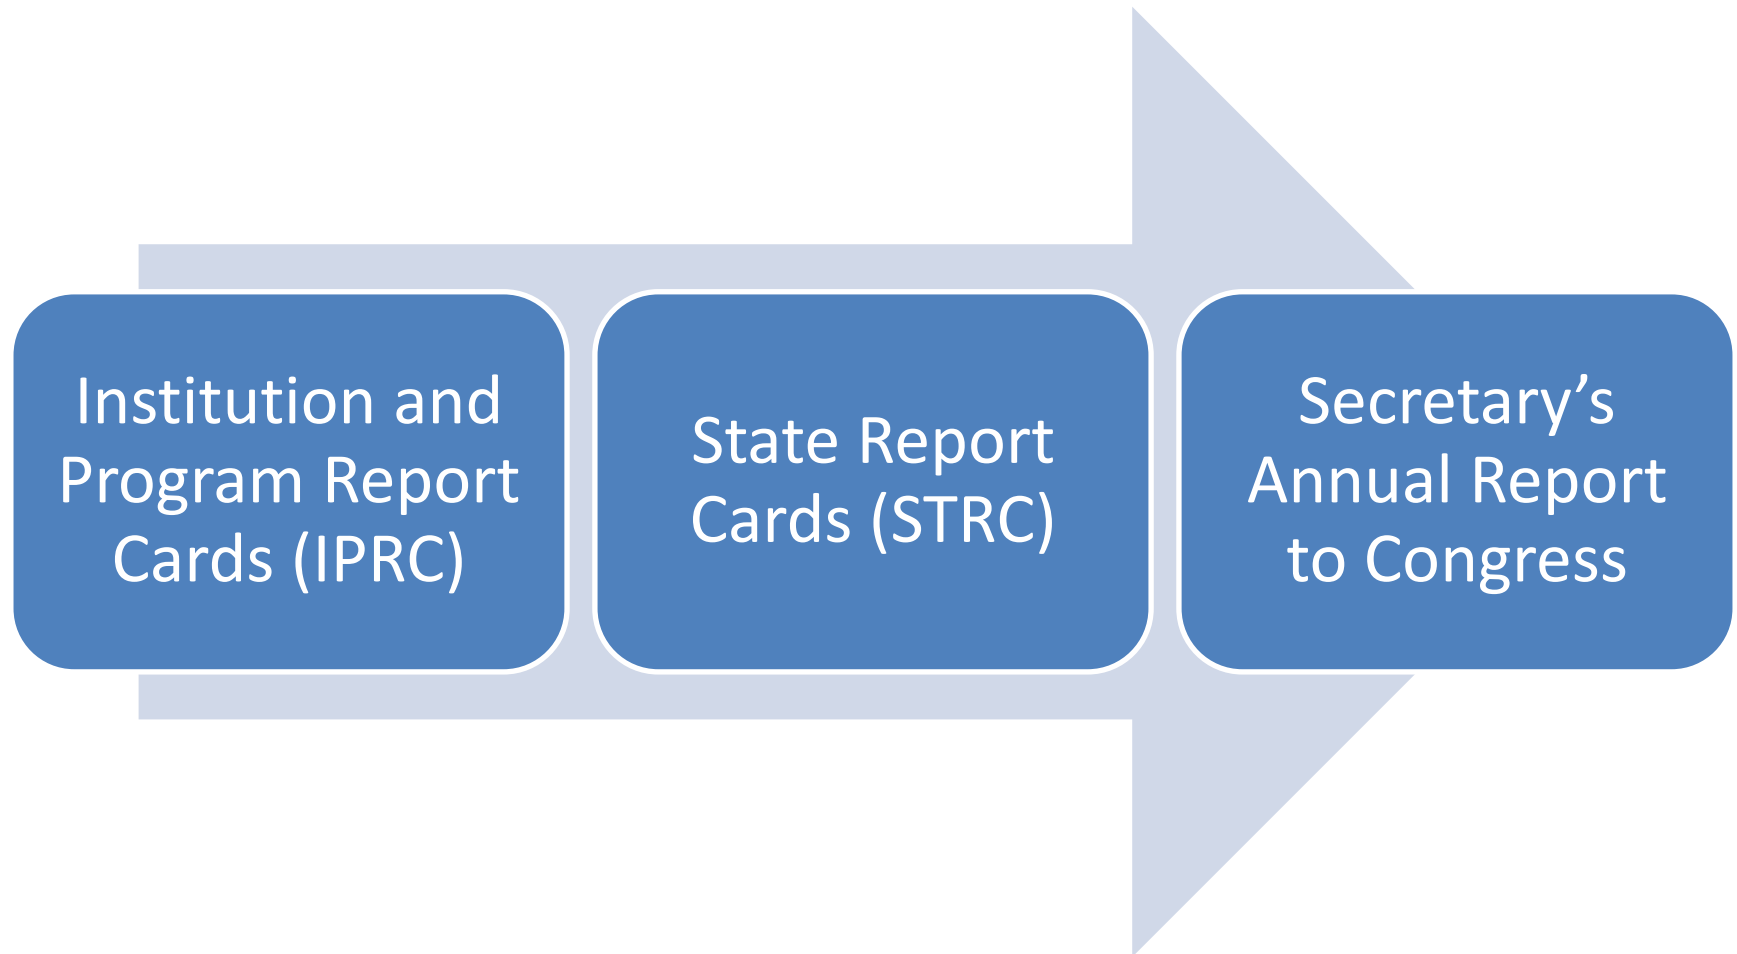 Institution and
Program Report
Cards (IPRC)
State Report
Cards (STRC)
Secretary’s
Annual Report
to Congress